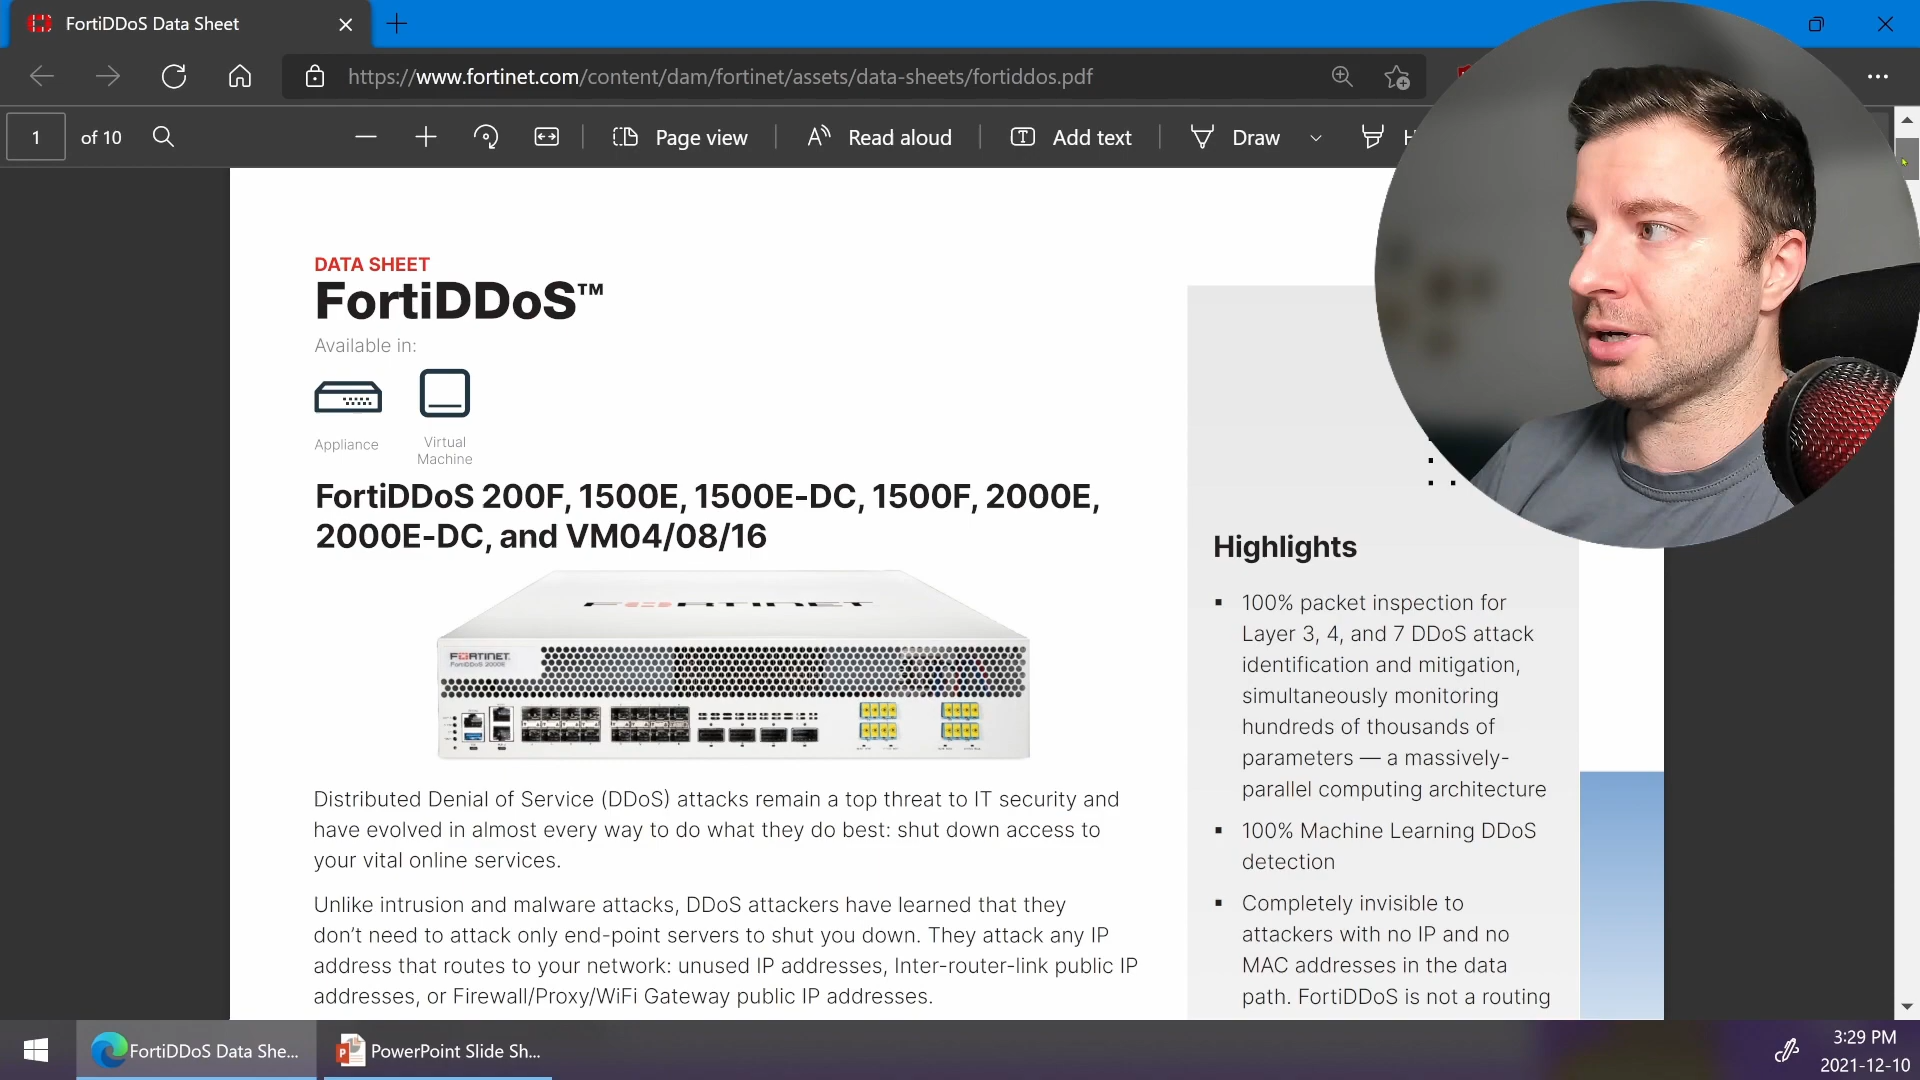 FortiDDoS Data Sheet
https://www.fortinet.com/content/dam/fortinet/assets/data-sheets/fortiddos.pdf
1 of 10
Page view
Read aloud
Add text
Draw
H
DATA SHEET
FortiDDoS™
Available in:
Appliance
Virtual
Machine
FortiDDoS 200F, 1500E, 1500E-DC, 1500F, 2000E,
2000E-DC, and VM04/08/16
FORTINET
FORTINET
FortiDDoS 2000E
Distributed Denial of Service (DDoS) attacks remain a top threat to IT security and
have evolved in almost every way to do what they do best: shut down access to
your vital online services.
Unlike intrusion and malware attacks, DDoS attackers have learned that they
don’t need to attack only end-point servers to shut you down. They attack any IP
address that routes to your network: unused IP addresses, Inter-router-link public IP
addresses, or Firewall/Proxy/WiFi Gateway public IP addresses.
Highlights
▪ 100% packet inspection for
Layer 3, 4, and 7 DDoS attack
identification and mitigation,
simultaneously monitoring
hundreds of thousands of
parameters — a massively-
parallel computing architecture
▪ 100% Machine Learning DDoS
detection
▪ Completely invisible to
attackers with no IP and no
MAC addresses in the data
path. FortiDDoS is not a routing
FortiDDoS Data She...
PowerPoint Slide Sh...
3:29 PM
2021-12-10